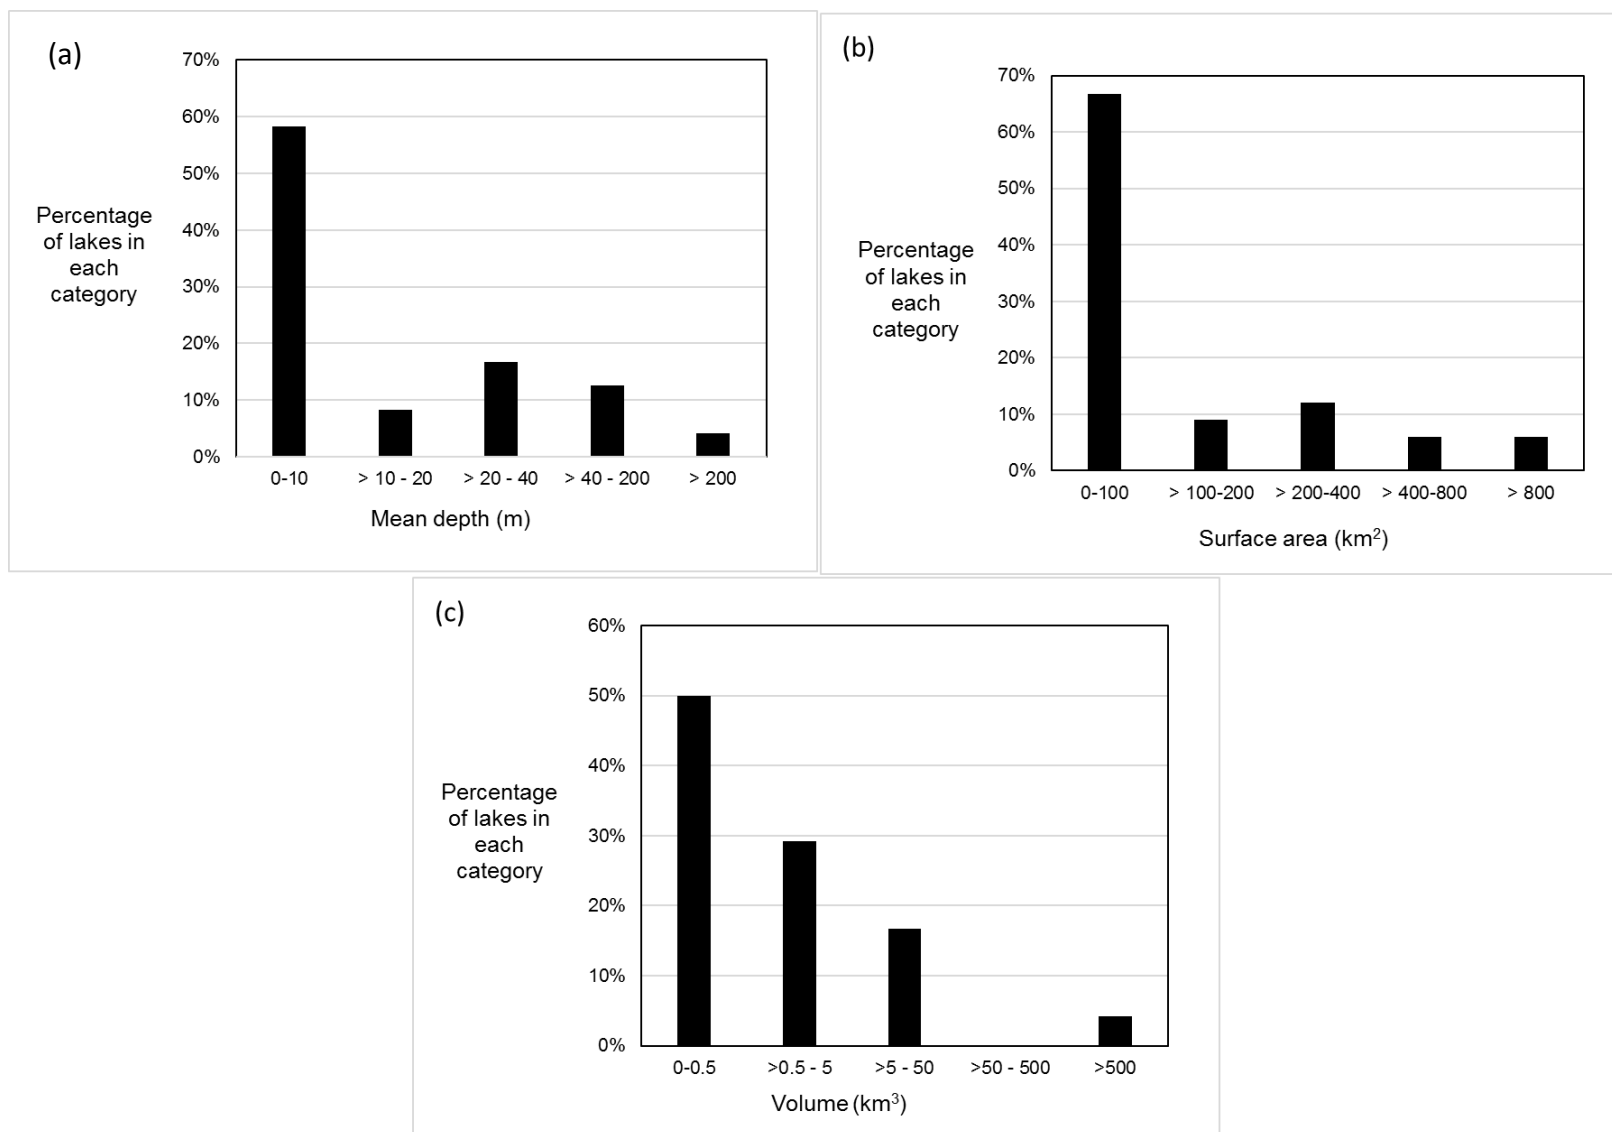 (a)
70%
60%
50%
40%
30%
20%
10%
0%
Percentage
of lakes in
each
category
0-10
> 10 - 20
> 20 - 40
> 40 - 200
> 200
Mean depth (m)
(b)
70%
60%
50%
40%
30%
20%
10%
0%
Percentage
of lakes in
each
category
0-100
> 100-200
> 200-400
> 400-800
> 800
Surface area (km²)
(c)
60%
50%
40%
30%
20%
10%
0%
Percentage
of lakes in
each
category
0-0.5
>0.5 - 5
>5 - 50
>50 - 500
>500
Volume (km³)